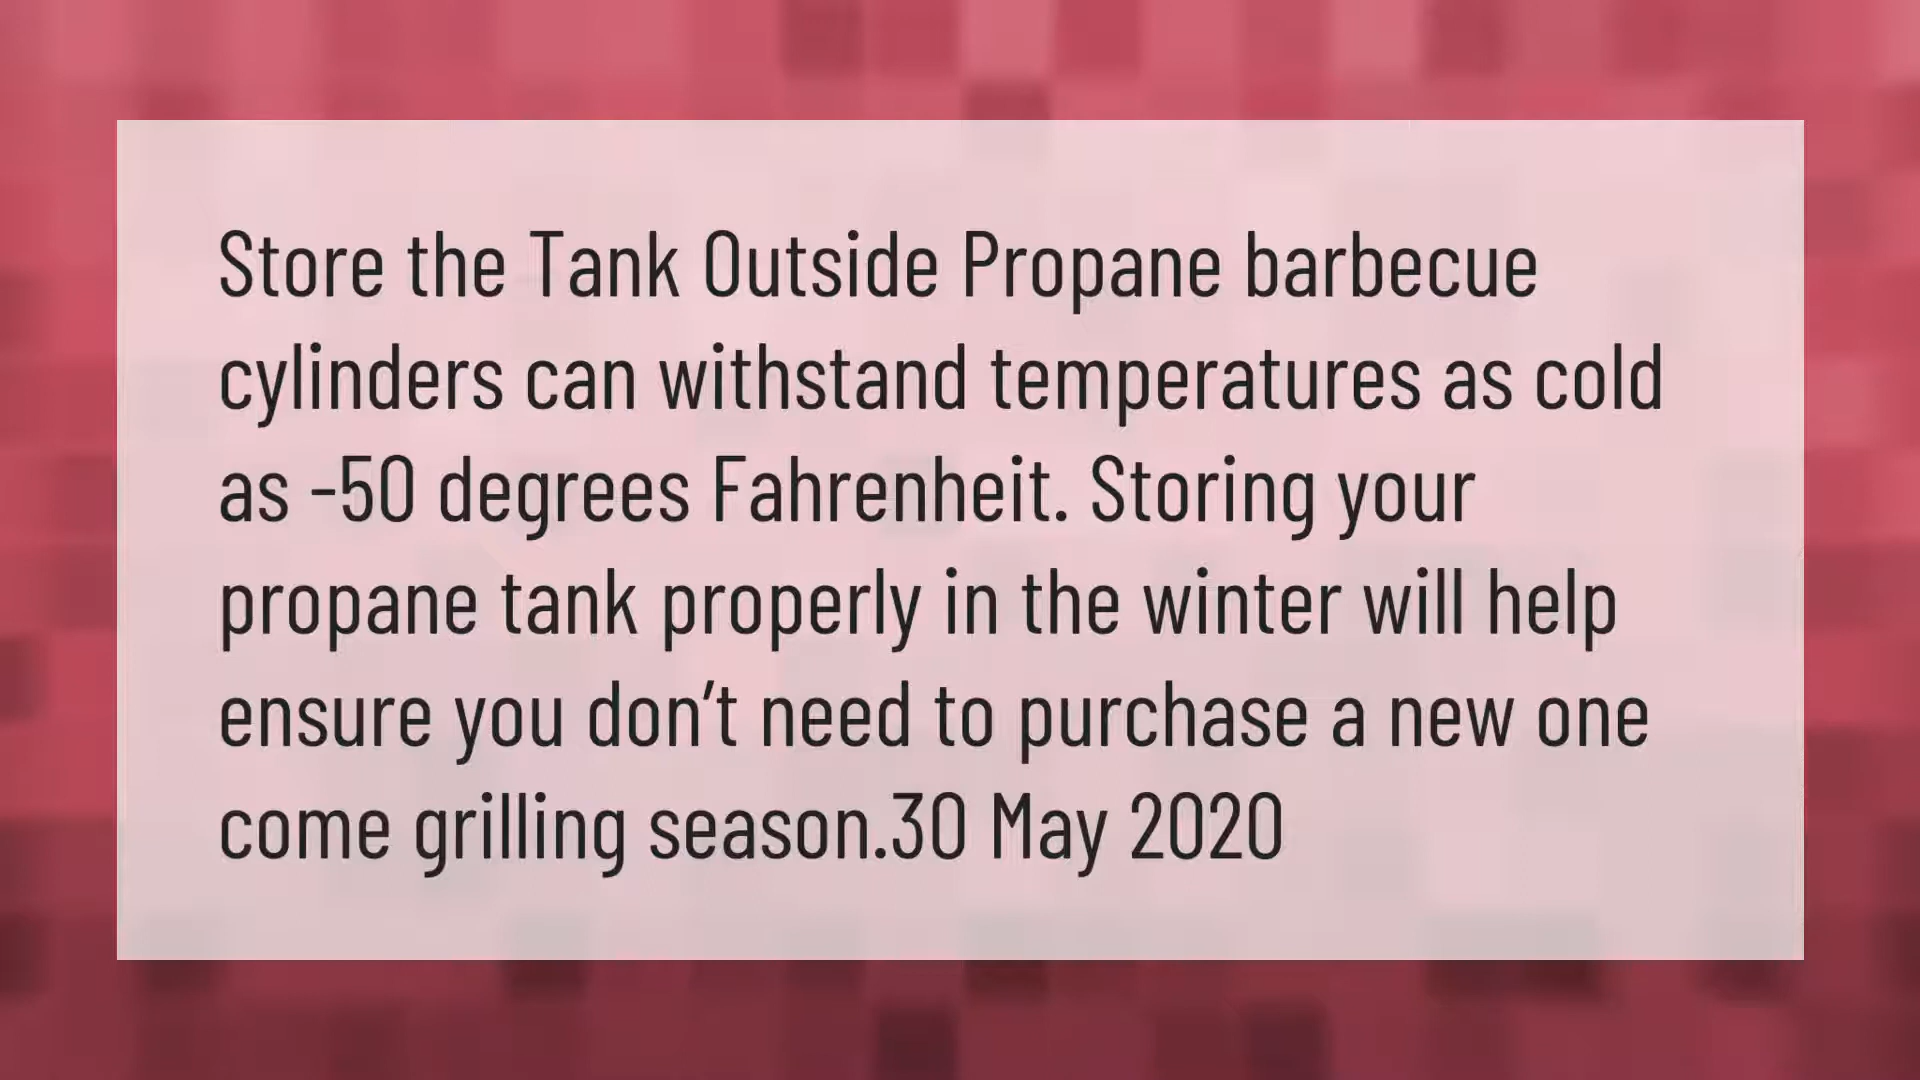 Store the Tank Outside Propane barbecue
cylinders can withstand temperatures as cold
as -50 degrees Fahrenheit. Storing your
propane tank properly in the winter will help
ensure you don’t need to purchase a new one
come grilling season.30 May 2020